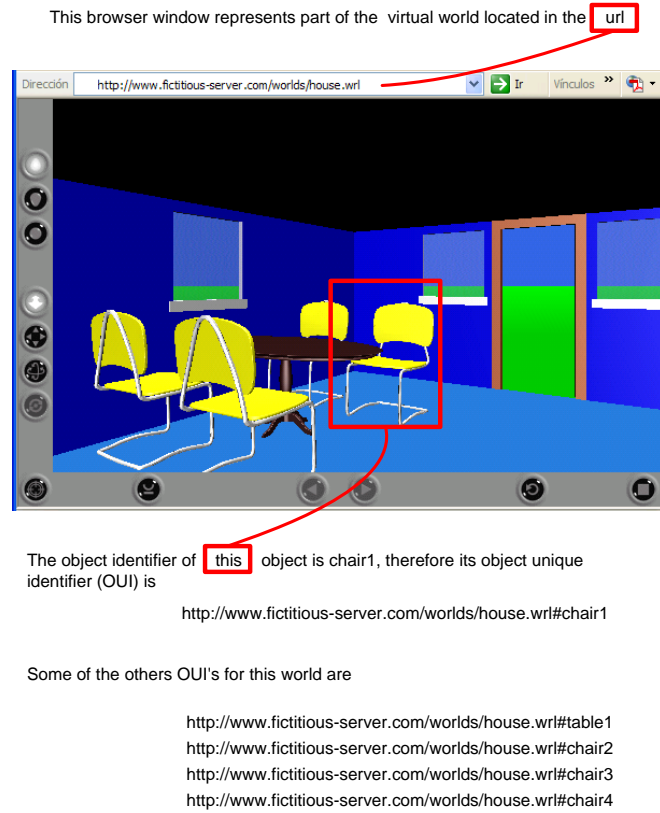 This browser window represents part of the  virtual world located in the url
Dirección http://www.fictitious-server.com/worlds/house.wrl Ir Vínculos »
The object identifier of this object is chair1, therefore its object unique
identifier (OUI) is
http://www.fictitious-server.com/worlds/house.wrl#chair1
Some of the others OUI's for this world are
http://www.fictitious-server.com/worlds/house.wrl#table1
http://www.fictitious-server.com/worlds/house.wrl#chair2
http://www.fictitious-server.com/worlds/house.wrl#chair3
http://www.fictitious-server.com/worlds/house.wrl#chair4